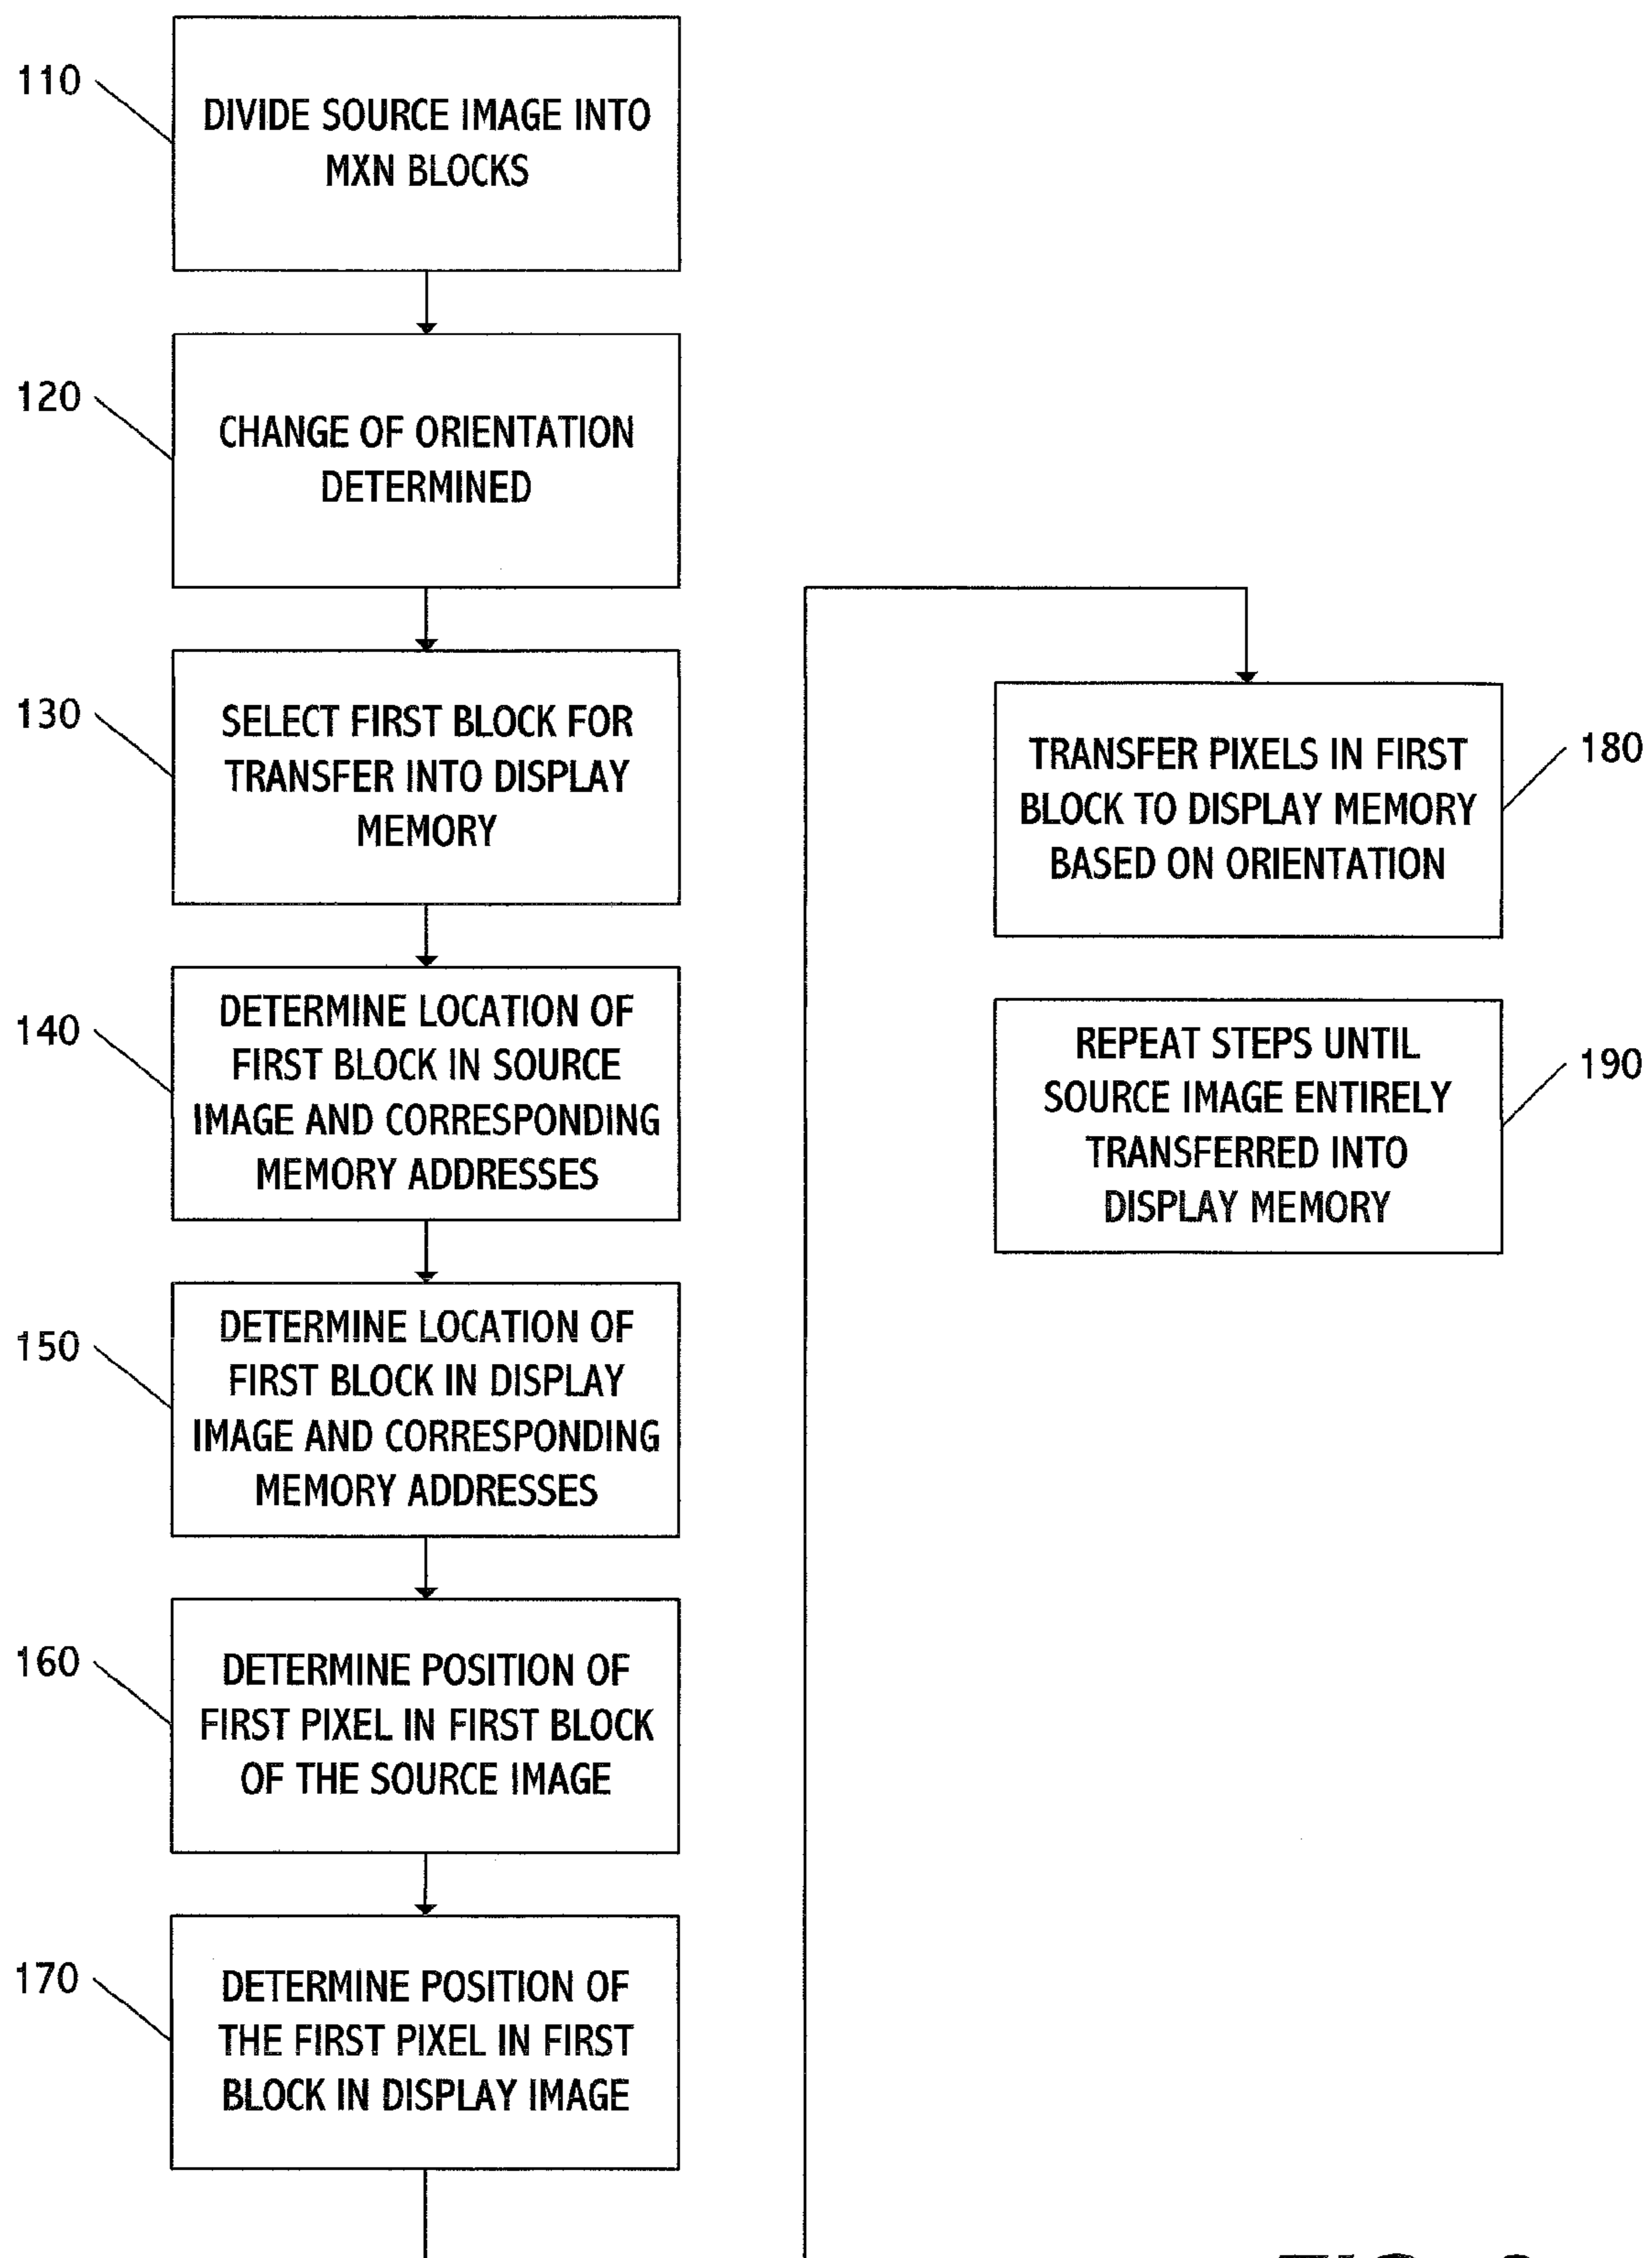 110
DIVIDE SOURCE IMAGE INTO
MXN BLOCKS
120
CHANGE OF ORIENTATION
DETERMINED
130
SELECT FIRST BLOCK FOR
TRANSFER INTO DISPLAY
MEMORY
140
DETERMINE LOCATION OF
FIRST BLOCK IN SOURCE
IMAGE AND CORRESPONDING
MEMORY ADDRESSES
150
DETERMINE LOCATION OF
FIRST BLOCK IN DISPLAY
IMAGE AND CORRESPONDING
MEMORY ADDRESSES
160
DETERMINE POSITION OF
FIRST PIXEL IN FIRST BLOCK
OF THE SOURCE IMAGE
170
DETERMINE POSITION OF
THE FIRST PIXEL IN FIRST
BLOCK IN DISPLAY IMAGE
TRANSFER PIXELS IN FIRST
BLOCK TO DISPLAY MEMORY
BASED ON ORIENTATION
180
REPEAT STEPS UNTIL
SOURCE IMAGE ENTIRELY
TRANSFERRED INTO
DISPLAY MEMORY
190